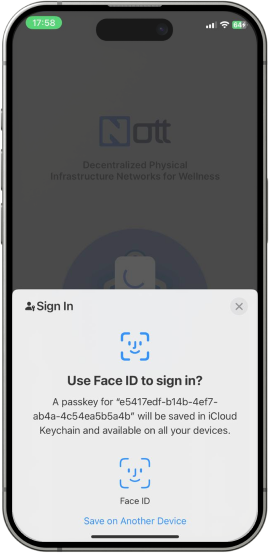 17:58
64
Nott
Decentralized Physical
Infrastructure Networks for Wellness
Sign In
Use Face ID to sign in?
A passkey for “e5417edf-b14b-4ef7-
ab4a-4c54ea5b5a4b” will be saved in iCloud
Keychain and available on all your devices.
Face ID
Save on Another Device